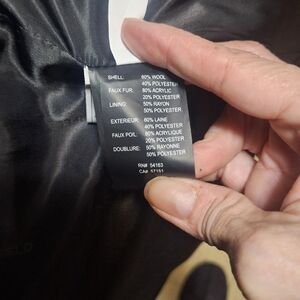 SHELL: 60% WOOL
40% POLYESTER
FAUX FUR: 80% ACRYLIC
20% POLYESTER
LINING: 50% RAYON
50% POLYESTER
EXTERIEUR: 60% LAINE
40% POLYESTER
FAUX POIL: 80% ACRYLIQUE
20% POLYESTER
DOUBLURE: 50% RAYONNE
50% POLYESTER
RN# 54163
CA# 57151